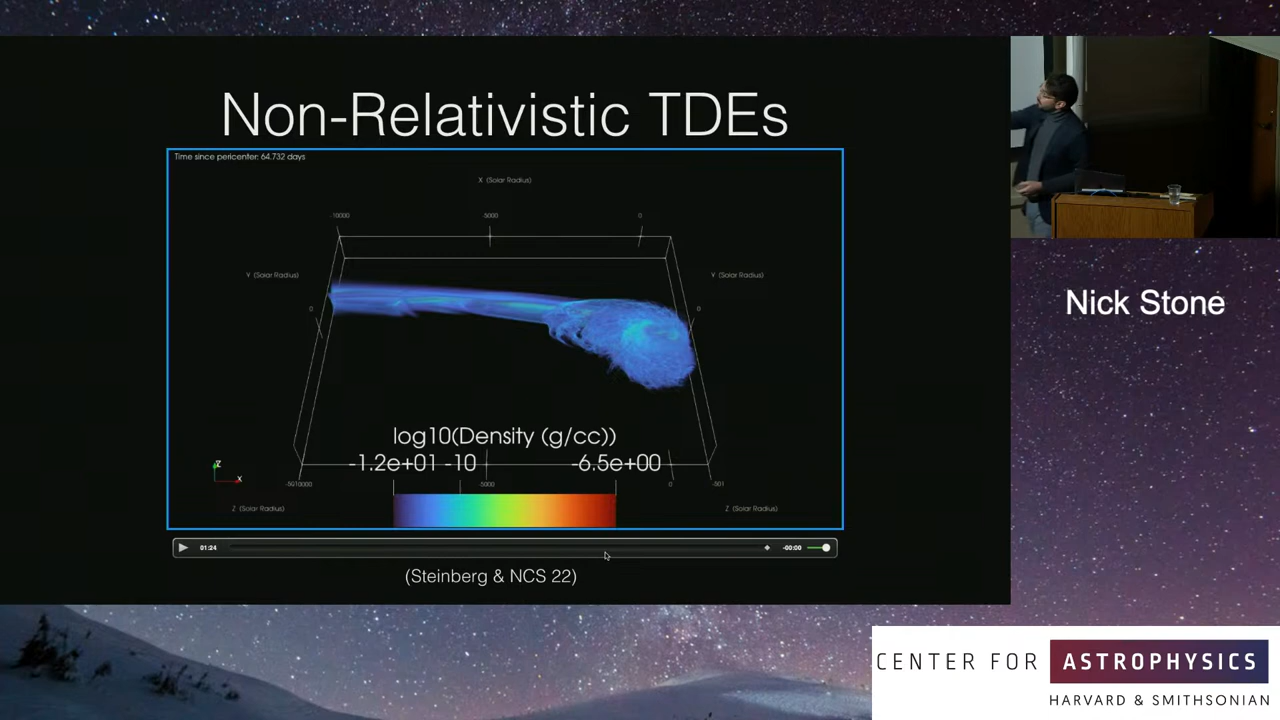 Non-Relativistic TDEs
Time since pericenter: 64.732 days
X (Solar Radius)
-10000 -5000 0
Y (Solar Radius) Y (Solar Radius)
0 0
log10(Density (g/cc))
-1.2e+01 -10 -6.5e+00
Z
X
-5000 0 -501
Z (Solar Radius) Z (Solar Radius)
01:24 -00:00
(Steinberg & NCS 22)
Nick Stone
CENTER FOR ASTROPHYSICS
HARVARD & SMITHSONIAN